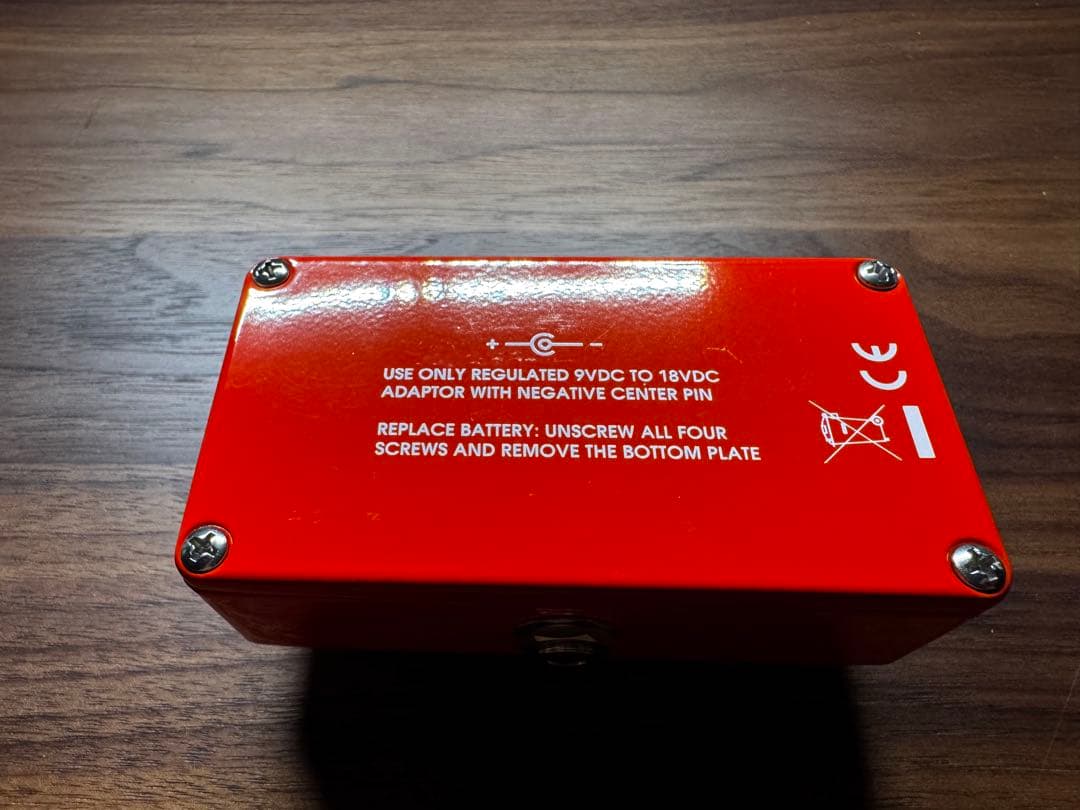 + -
USE ONLY REGULATED 9VDC TO 18VDC
ADAPTOR WITH NEGATIVE CENTER PIN
REPLACE BATTERY: UNSCREW ALL FOUR
SCREWS AND REMOVE THE BOTTOM PLATE
CE